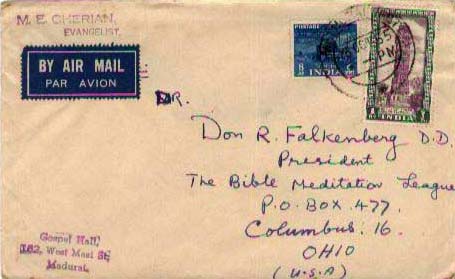 M. E. CHERIAN,
EVANGELIST.
BY AIR MAIL
PAR AVION
POSTAGE
INDIA
INDIA
DR.
Don R. Falkenberg D.D.
President
The Bible Meditation League
P.O. BOX. 477.
Columbus. 16.
OHIO
(U.S.A)
Gospel Hall,
182, West Masi St,
Madurai.